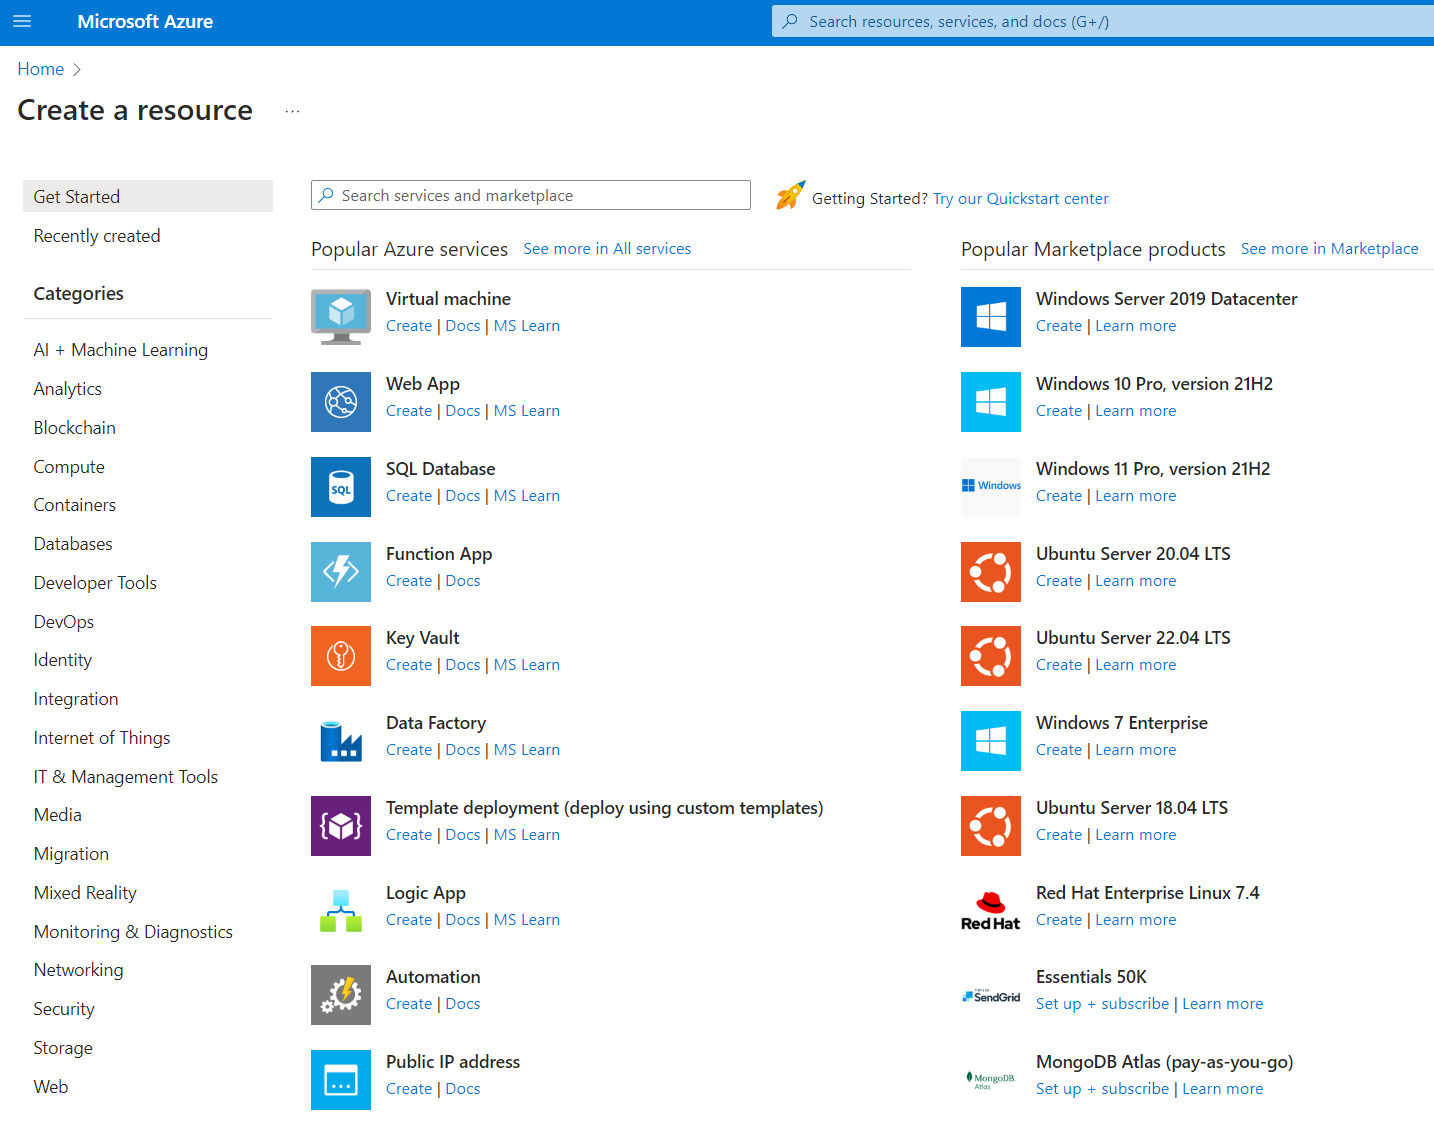 Microsoft Azure
Search resources, services, and docs (G+/)
Home
Create a resource
...
Get Started
Recently created
Categories
AI + Machine Learning
Analytics
Blockchain
Compute
Containers
Databases
Developer Tools
DevOps
Identity
Integration
Internet of Things
IT & Management Tools
Media
Migration
Mixed Reality
Monitoring & Diagnostics
Networking
Security
Storage
Web
Search services and marketplace
Getting Started? Try our Quickstart center
Popular Azure services See more in All services
Virtual machine
Create | Docs | MS Learn
Web App
Create | Docs | MS Learn
SQL
SQL Database
Create | Docs | MS Learn
Function App
Create | Docs
Key Vault
Create | Docs | MS Learn
Data Factory
Create | Docs | MS Learn
Template deployment (deploy using custom templates)
Create | Docs | MS Learn
Logic App
Create | Docs | MS Learn
Automation
Create | Docs
Public IP address
Create | Docs
Popular Marketplace products See more in Marketplace
Windows Server 2019 Datacenter
Create | Learn more
Windows 10 Pro, version 21H2
Create | Learn more
Windows
Windows 11 Pro, version 21H2
Create | Learn more
Ubuntu Server 20.04 LTS
Create | Learn more
Ubuntu Server 22.04 LTS
Create | Learn more
Windows 7 Enterprise
Create | Learn more
Ubuntu Server 18.04 LTS
Create | Learn more
Red Hat
Red Hat Enterprise Linux 7.4
Create | Learn more
SendGrid
Essentials 50K
Set up + subscribe | Learn more
MongoDB.
Atlas
MongoDB Atlas (pay-as-you-go)
Set up + subscribe | Learn more